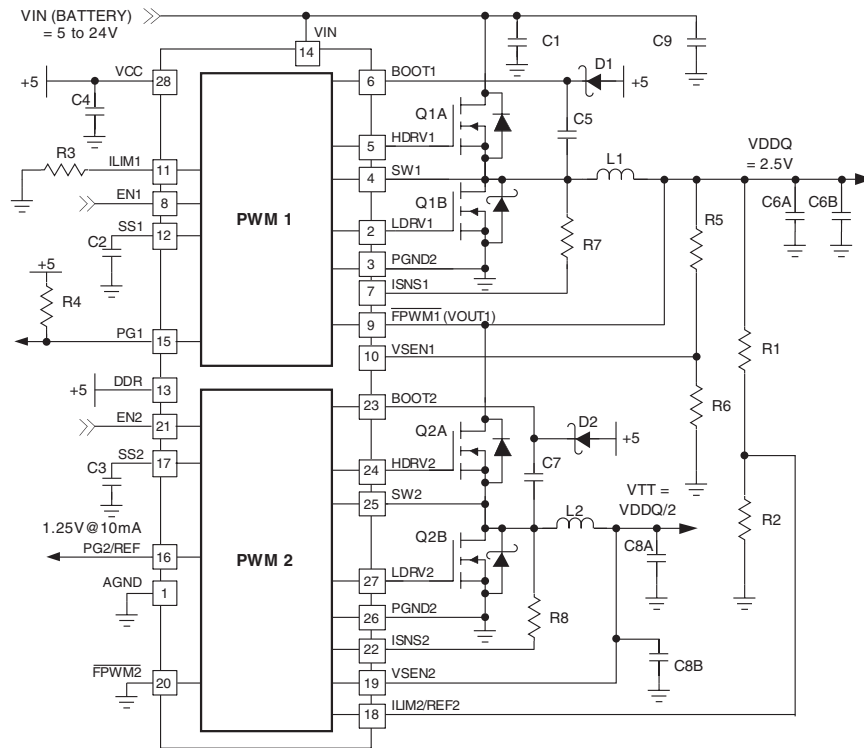 VIN (BATTERY)
= 5 to 24V
VIN
14
C1
C9
+5
VCC
28
C4
6
BOOT1
D1
+5
Q1A
C5
5
HDRV1
R3
ILIM1
11
4
SW1
L1
VDDQ
= 2.5V
EN1
8
PWM 1
Q1B
C6A
C6B
2
LDRV1
SS1
12
C2
R7
R5
3
PGND2
7
ISNS1
+5
R4
9
FPWM1 (VOUT1)
PG1
15
10
VSEN1
R1
+5
DDR
13
R6
23
BOOT2
D2
+5
EN2
21
Q2A
C7
SS2
17
C3
24
HDRV2
25
SW2
L2
VTT =
VDDQ/2
R2
1.25V@10mA
PG2/REF
16
PWM 2
Q2B
C8A
27
LDRV2
AGND
1
26
PGND2
R8
22
ISNS2
C8B
FPWM2
20
19
VSEN2
18
ILIM2/REF2